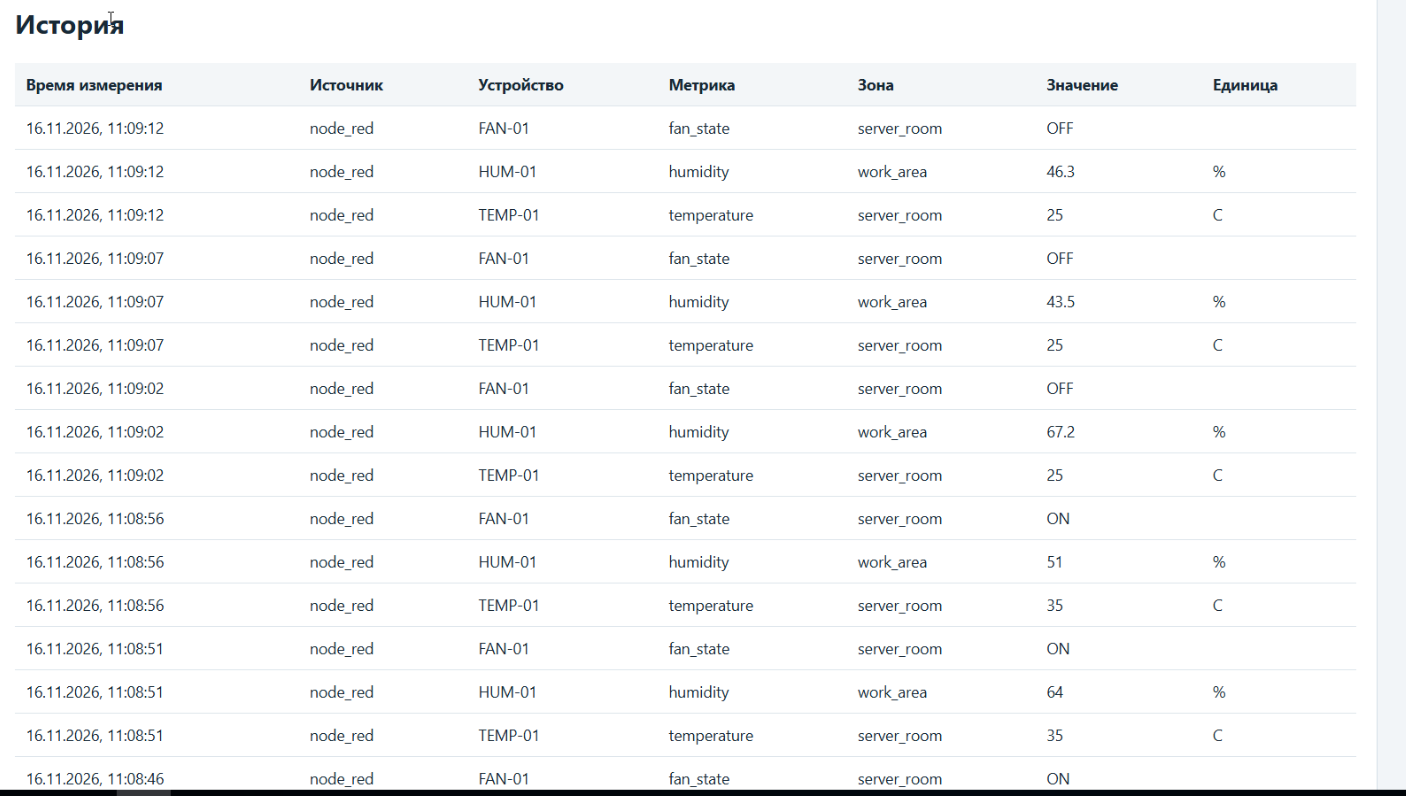 История
Время измерения Источник Устройство Метрика Зона Значение Единица
16.11.2026, 11:09:12 node_red FAN-01 fan_state server_room OFF
16.11.2026, 11:09:12 node_red HUM-01 humidity work_area 46.3 %
16.11.2026, 11:09:12 node_red TEMP-01 temperature server_room 25 C
16.11.2026, 11:09:07 node_red FAN-01 fan_state server_room OFF
16.11.2026, 11:09:07 node_red HUM-01 humidity work_area 43.5 %
16.11.2026, 11:09:07 node_red TEMP-01 temperature server_room 25 C
16.11.2026, 11:09:02 node_red FAN-01 fan_state server_room OFF
16.11.2026, 11:09:02 node_red HUM-01 humidity work_area 67.2 %
16.11.2026, 11:09:02 node_red TEMP-01 temperature server_room 25 C
16.11.2026, 11:08:56 node_red FAN-01 fan_state server_room ON
16.11.2026, 11:08:56 node_red HUM-01 humidity work_area 51 %
16.11.2026, 11:08:56 node_red TEMP-01 temperature server_room 35 C
16.11.2026, 11:08:51 node_red FAN-01 fan_state server_room ON
16.11.2026, 11:08:51 node_red HUM-01 humidity work_area 64 %
16.11.2026, 11:08:51 node_red TEMP-01 temperature server_room 35 C
16.11.2026, 11:08:46 node_red FAN-01 fan_state server_room ON